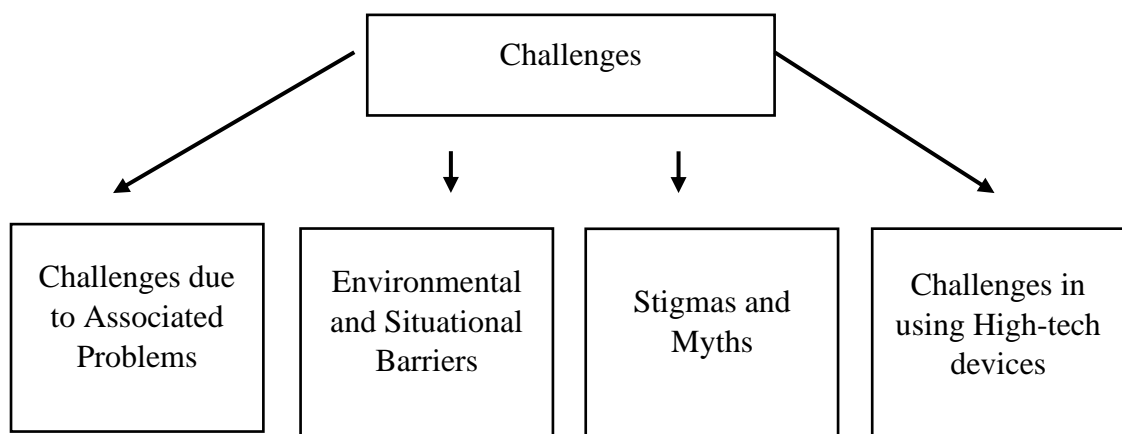 Challenges
Challenges due
to Associated
Problems
Environmental
and Situational
Barriers
Stigmas and
Myths
Challenges in
using High-tech
devices